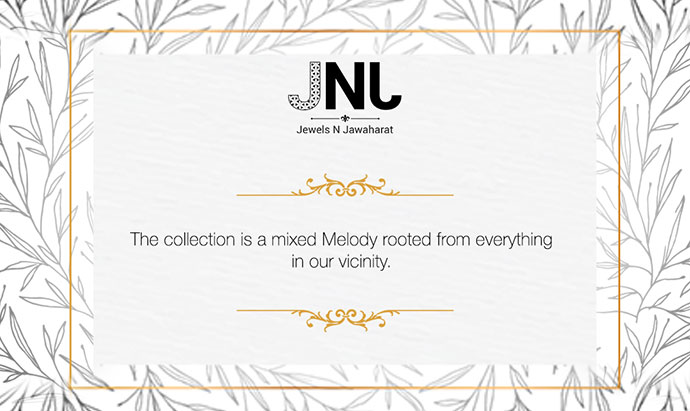 JNJ
Jewels N Jawaharat
The collection is a mixed Melody rooted from everything
in our vicinity.